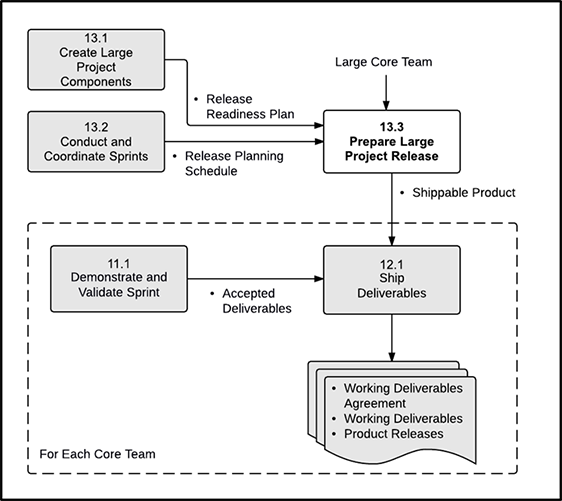 13.1
Create Large
Project
Components
Large Core Team
• Release
Readiness Plan
13.2
Conduct and
Coordinate Sprints
• Release Planning
Schedule
13.3
Prepare Large
Project Release
• Shippable Product
11.1
Demonstrate and
Validate Sprint
• Accepted
Deliverables
12.1
Ship
Deliverables
• Working Deliverables
Agreement
• Working Deliverables
• Product Releases
For Each Core Team